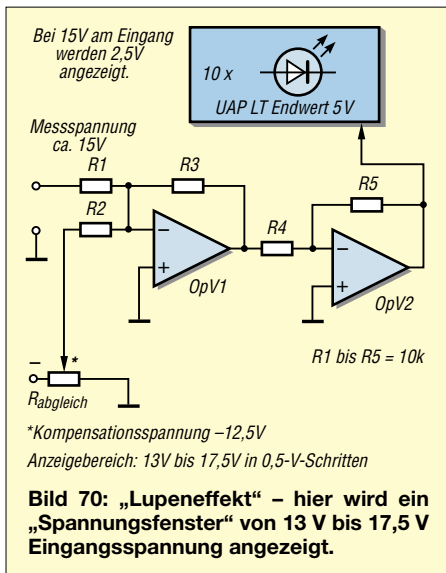 Bei 15V am Eingang
werden 2,5V
angezeigt.
10 x
UAP LT Endwert 5V
Messspannung
ca. 15V
R1
R3
R2
R5
R4
–
+
OpV1
–
+
OpV2
R1 bis R5 = 10k
–
*
Rabgleich
*Kompensationsspannung –12,5V
Anzeigebereich: 13V bis 17,5V in 0,5-V-Schritten
Bild 70: „Lupeneffekt“ – hier wird ein
„Spannungsfenster“ von 13 V bis 17,5 V
Eingangsspannung angezeigt.